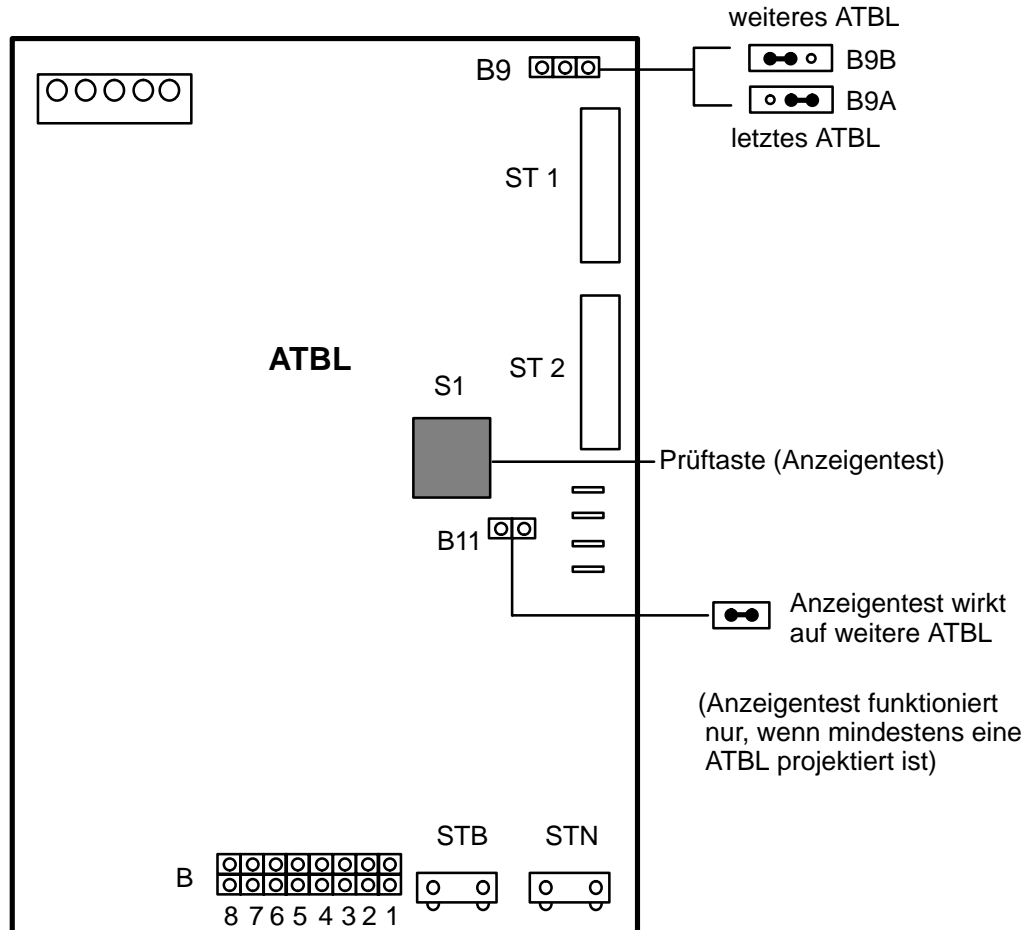 weiteres ATBL
B9
B9B
B9A
letztes ATBL
ST 1
ATBL
ST 2
S1
Prüftaste (Anzeigentest)
B11
Anzeigentest wirkt
auf weitere ATBL
(Anzeigentest funktioniert
nur, wenn mindestens eine
ATBL projektiert ist)
STB
STN
B
8 7 6 5 4 3 2 1